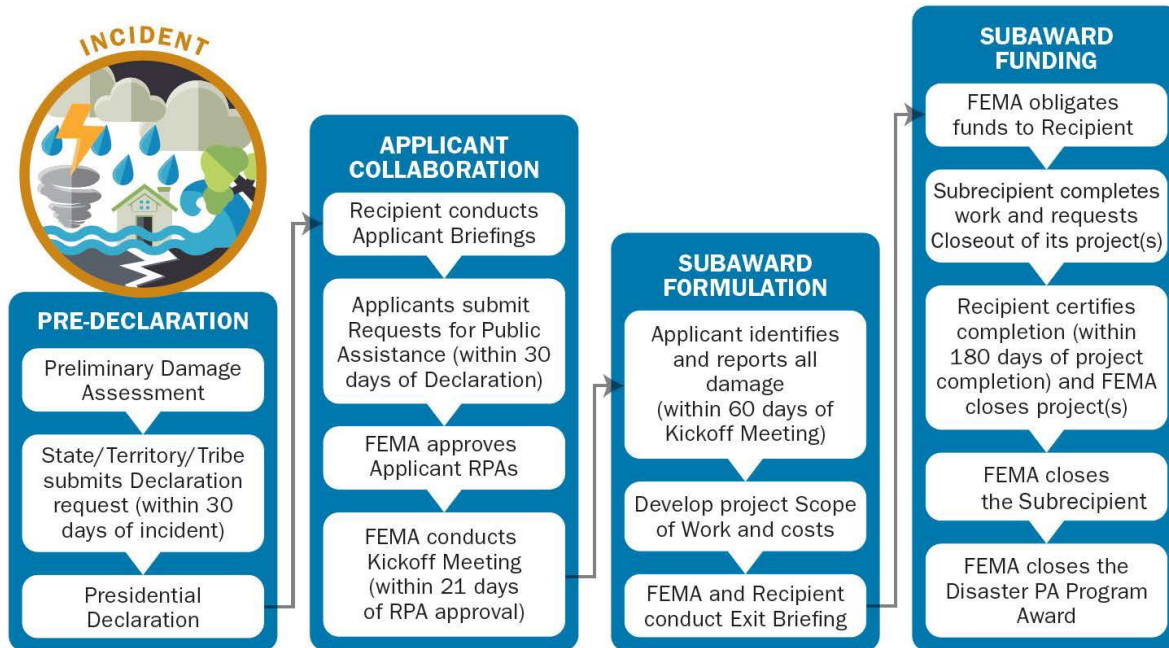 INCIDENT
PRE-DECLARATION
Preliminary Damage
Assessment
State/Territory/Tribe
submits Declaration
request (within 30
days of incident)
Presidential
Declaration
APPLICANT
COLLABORATION
Recipient conducts
Applicant Briefings
Applicants submit
Requests for Public
Assistance (within 30
days of Declaration)
FEMA approves
Applicant RPAs
FEMA conducts
Kickoff Meeting
(within 21 days
of RPA approval)
SUBAWARD
FORMULATION
Applicant identifies
and reports all
damage
(within 60 days of
Kickoff Meeting)
Develop project Scope
of Work and costs
FEMA and Recipient
conduct Exit Briefing
SUBAWARD
FUNDING
FEMA obligates
funds to Recipient
Subrecipient completes
work and requests
Closeout of its project(s)
Recipient certifies
completion (within
180 days of project
completion) and FEMA
closes project(s)
FEMA closes
the Subrecipient
FEMA closes the
Disaster PA Program
Award